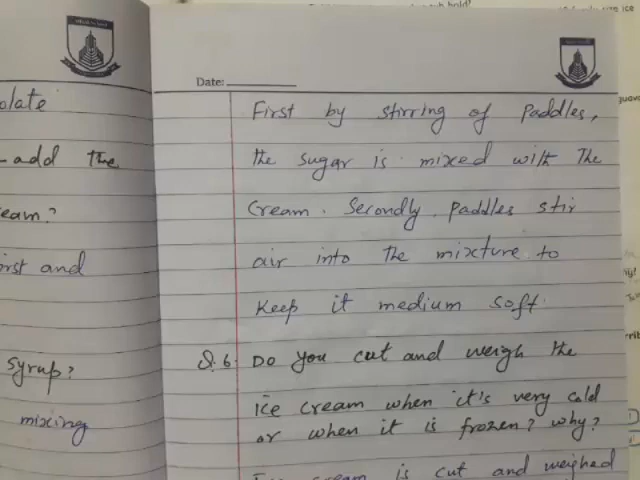 olate
add the
eam?
irst and
syrup?
mixing
Date:
First by stirring of Paddles,
the sugar is mixed with The
Cream. Secondly, Paddles stir
air into the mixture to
Keep it medium soft.
Q.6 Do you cut and weigh the
Ice cream when it's very cold
or when it is frozen? why?
Ice cream is cut and weighed